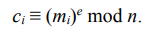 cᵢ ≡ (mᵢ)ᵉ mod n.